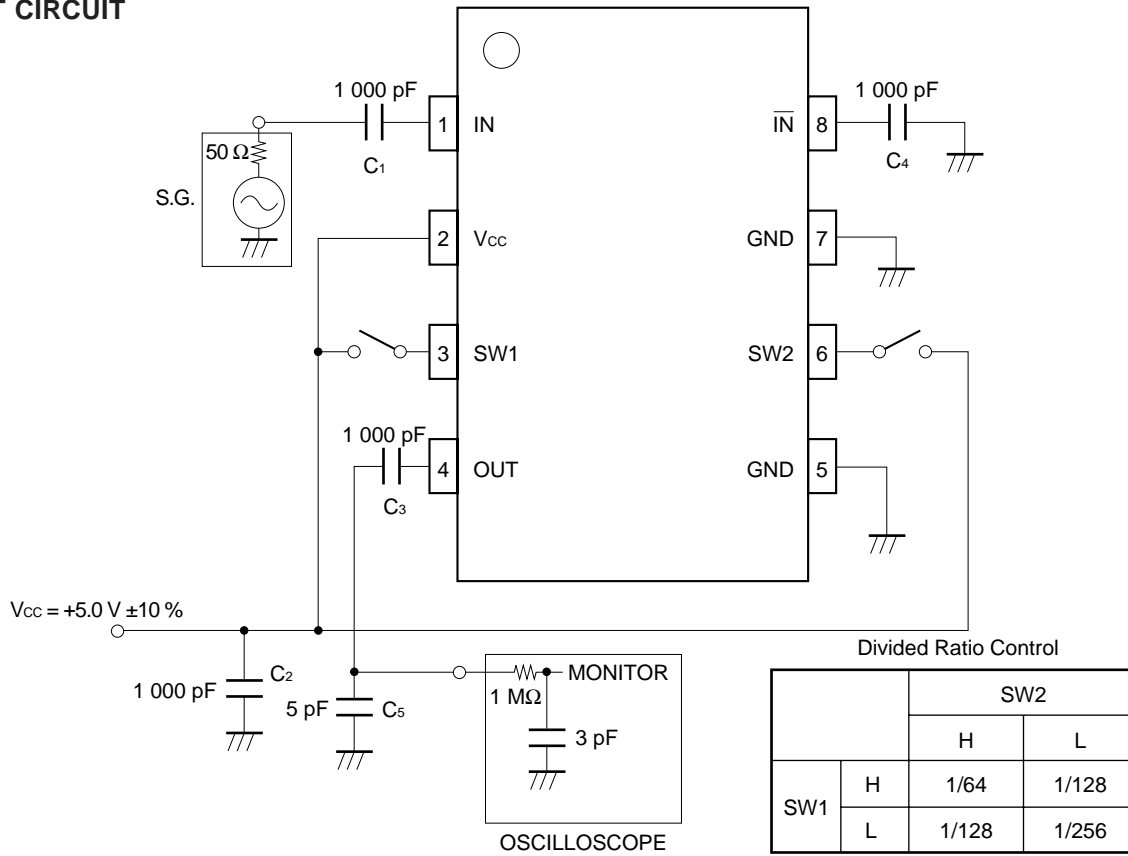 T CIRCUIT
1 000 pF
1
IN
C1
50 Ω
S.G.
2
VCC
3
SW1
1 000 pF
4
OUT
C3
IN
8
1 000 pF
C4
GND
7
SW2
6
GND
5
VCC = +5.0 V ±10 %
1 000 pF
C2
5 pF
C5
1 MΩ
MONITOR
3 pF
OSCILLOSCOPE
Divided Ratio Control
SW2
H L
SW1 H 1/64 1/128
L 1/128 1/256